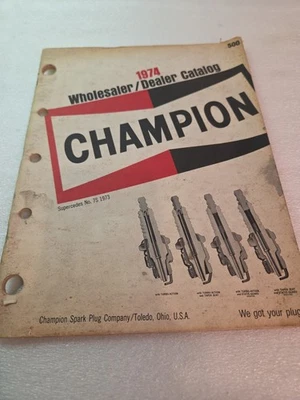 500
1974
Wholesaler/Dealer Catalog
CHAMPION
Supersedes No. 75 1973
Champion Spark Plug Company/Toledo, Ohio, U.S.A.
We got your plug